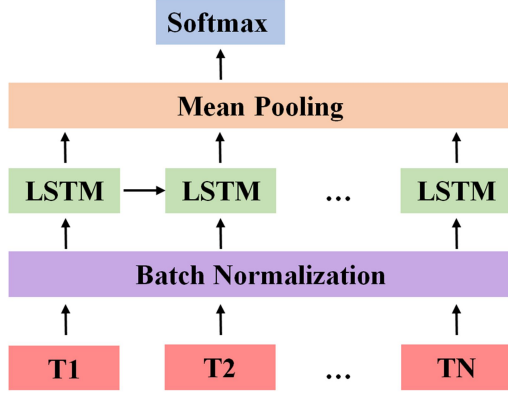 Softmax
Mean Pooling
LSTM LSTM ... LSTM
Batch Normalization
T1 T2 ... TN